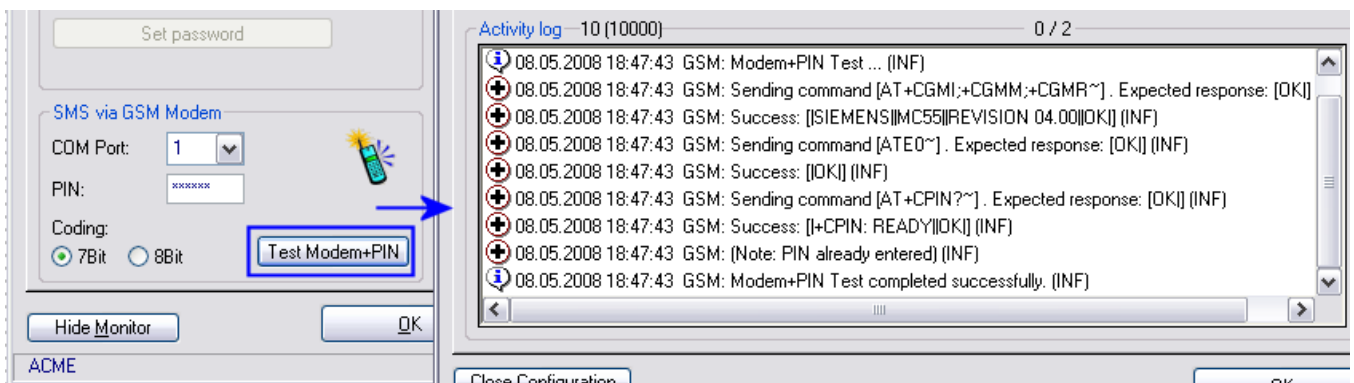 Set password
SMS via GSM Modem
COM Port: 1
PIN: xxxxxx
Coding:
7Bit 8Bit
Test Modem+PIN
Hide Monitor
OK
ACME
Activity log 10 (10000) 0 / 2
08.05.2008 18:47:43 GSM: Modem+PIN Test ... (INF)
08.05.2008 18:47:43 GSM: Sending command [AT+CGMI;+CGMM;+CGMR~] . Expected response: [OK|]
08.05.2008 18:47:43 GSM: Success: [|SIEMENS||MC55||REVISION 04.00||OK|] (INF)
08.05.2008 18:47:43 GSM: Sending command [ATE0~] . Expected response: [OK|] (INF)
08.05.2008 18:47:43 GSM: Success: [|OK|] (INF)
08.05.2008 18:47:43 GSM: Sending command [AT+CPIN?~] . Expected response: [OK|] (INF)
08.05.2008 18:47:43 GSM: Success: [|+CPIN: READY||OK|] (INF)
08.05.2008 18:47:43 GSM: (Note: PIN already entered) (INF)
08.05.2008 18:47:43 GSM: Modem+PIN Test completed successfully. (INF)
Close Configuration
OK